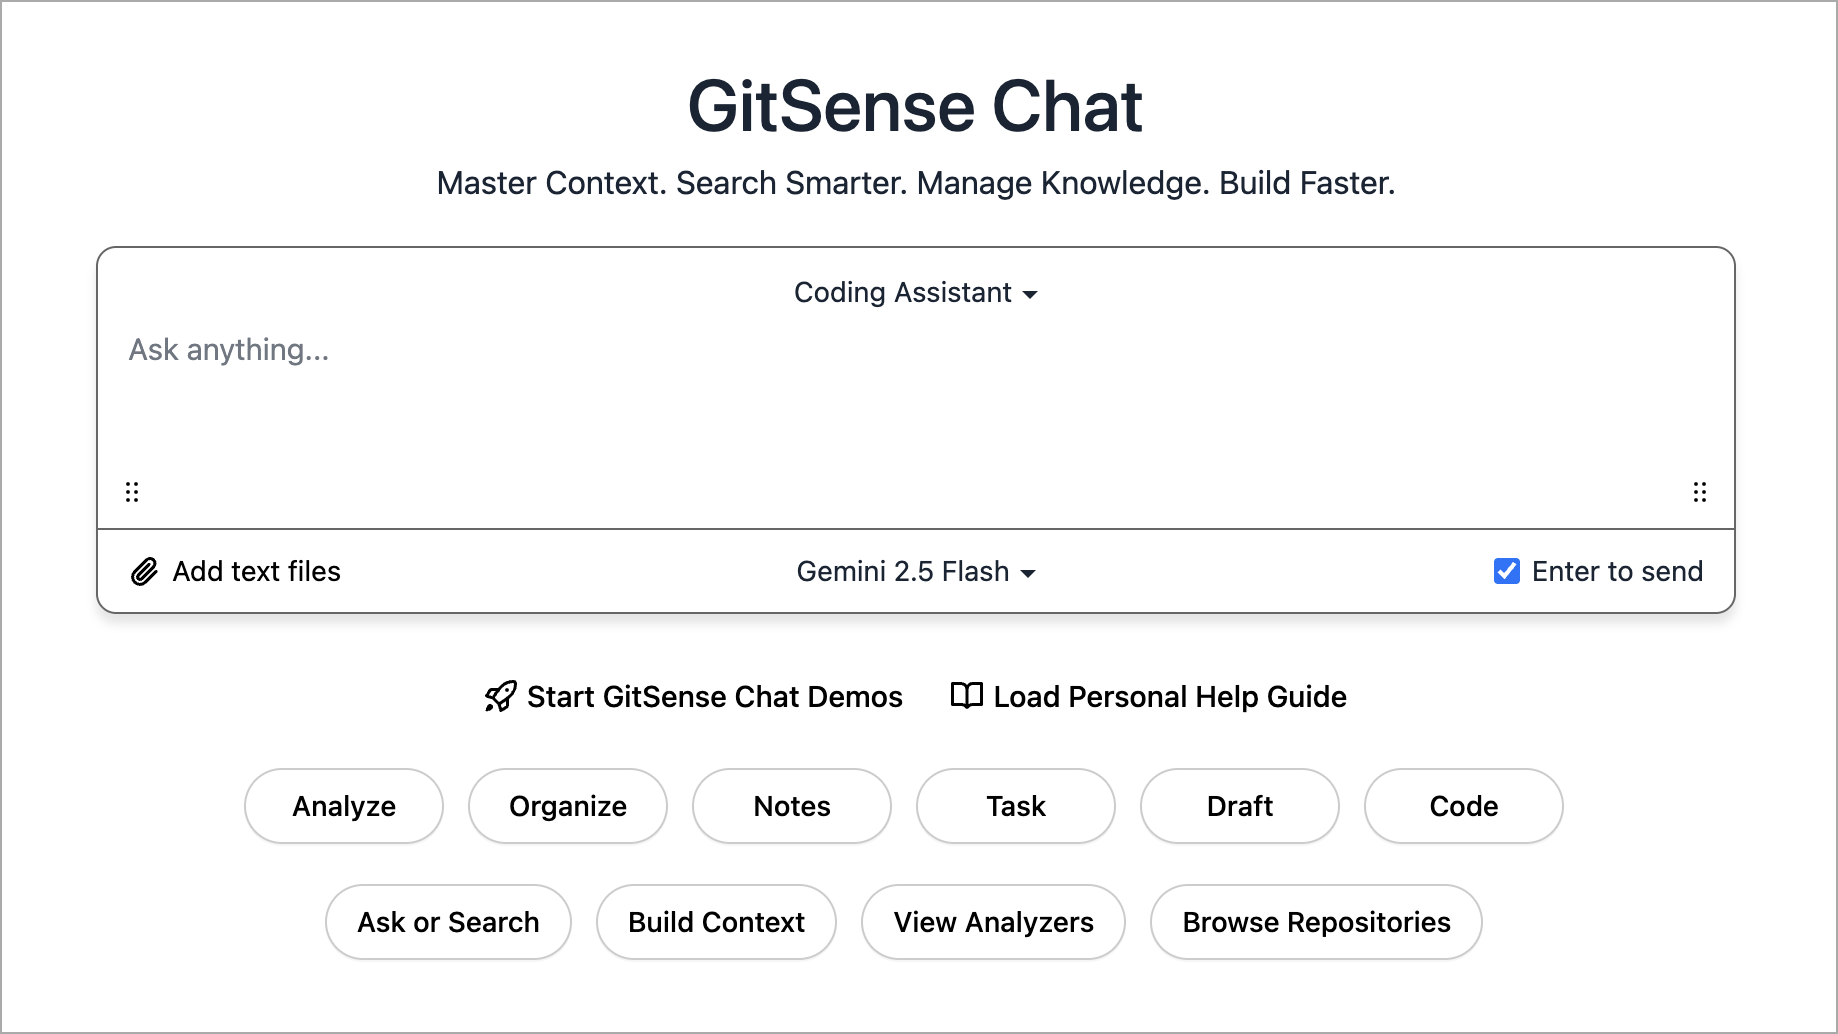 GitSense Chat
Master Context. Search Smarter. Manage Knowledge. Build Faster.
Coding Assistant
Ask anything...
Add text files
Gemini 2.5 Flash
Enter to send
Start GitSense Chat Demos
Load Personal Help Guide
Analyze
Organize
Notes
Task
Draft
Code
Ask or Search
Build Context
View Analyzers
Browse Repositories